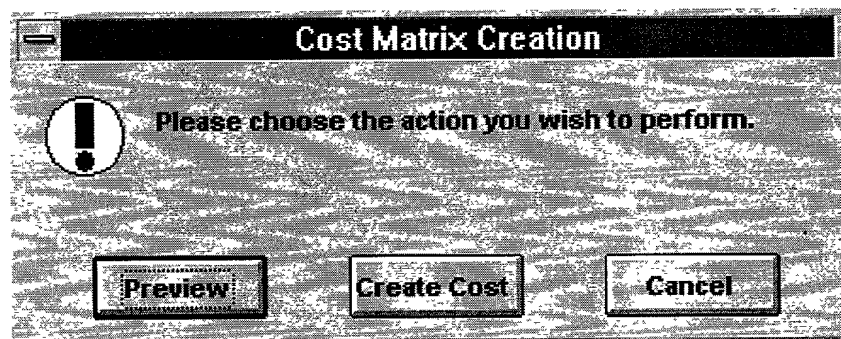 Cost Matrix Creation
Please choose the action you wish to perform.
Preview Create Cost Cancel